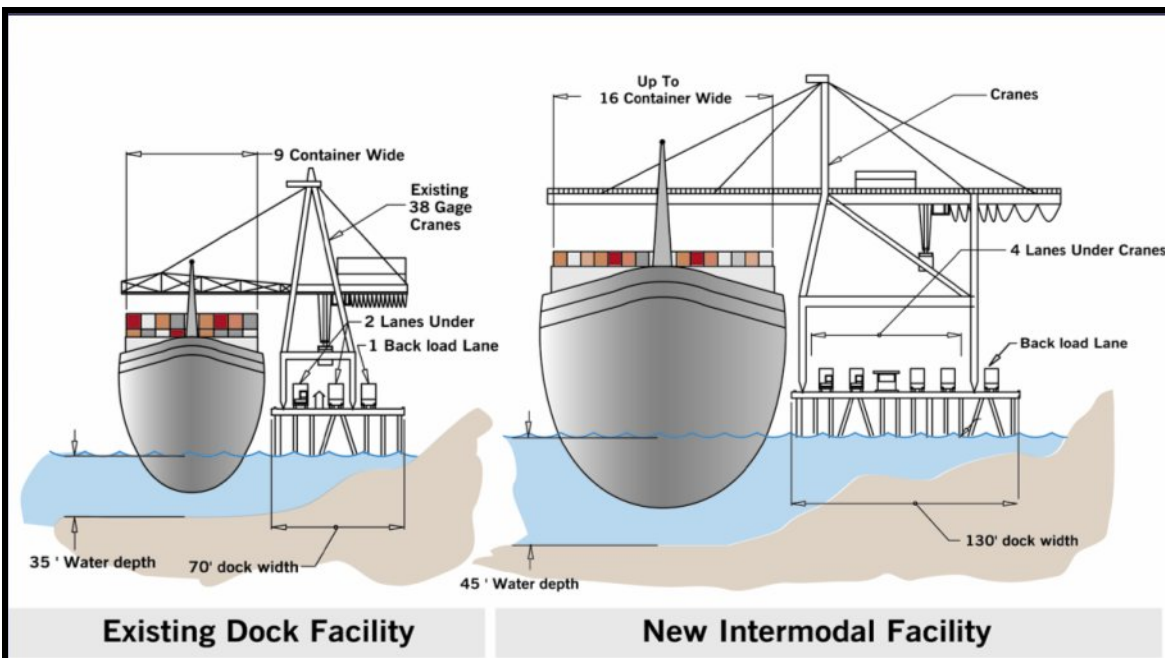 9 Container Wide
Existing
38 Gage
Cranes
2 Lanes Under
1 Back load Lane
35 ' Water depth
70' dock width
Existing Dock Facility
Up To
16 Container Wide
Cranes
4 Lanes Under Cranes
Back load Lane
130' dock width
45 ' Water depth
New Intermodal Facility